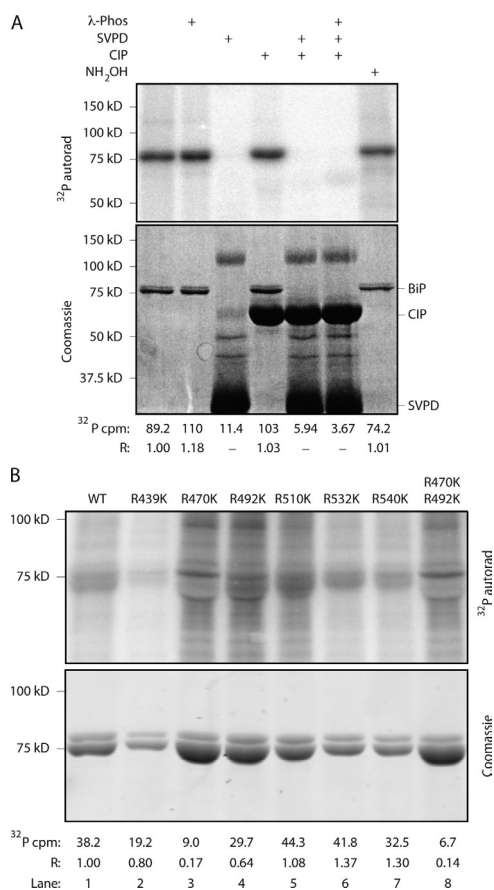 A
λ-Phos + +
SVPD + + +
CIP + + +
NH2OH +
150 kD
100 kD
75 kD
50 kD
32P autorad
150 kD
100 kD
75 kD
50 kD
37.5 kD
Coomassie
BiP
CIP
SVPD
32 P cpm: 89.2 110 11.4 103 5.94 3.67 74.2
R: 1.00 1.18 – 1.03 – – 1.01
B
R470K
WT R439K R470K R492K R510K R532K R540K R492K
100 kD
75 kD
32P autorad
100 kD
75 kD
Coomassie
32P cpm: 38.2 19.2 9.0 29.7 44.3 41.8 32.5 6.7
R: 1.00 0.80 0.17 0.64 1.08 1.37 1.30 0.14
Lane: 1 2 3 4 5 6 7 8